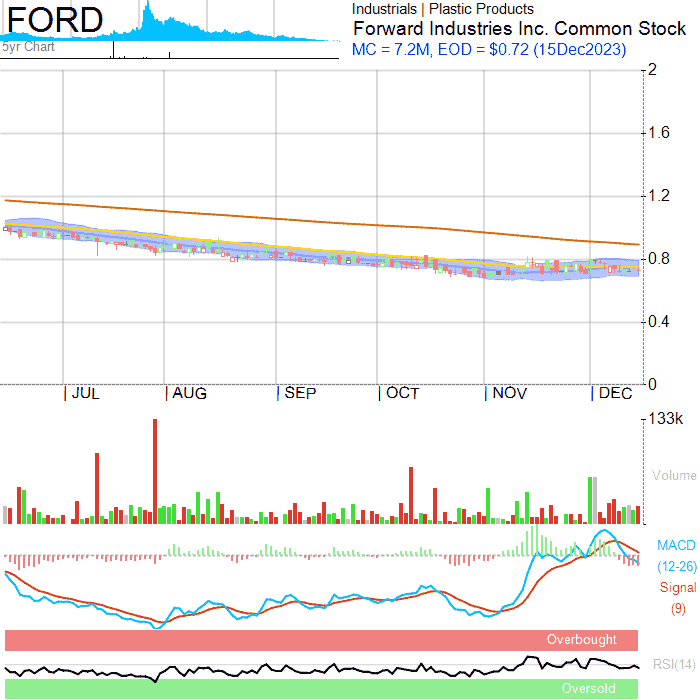 FORD
5yr Chart
Industrials | Plastic Products
Forward Industries Inc. Common Stock
MC = 7.2M, EOD = $0.72 (15Dec2023)
2
1.6
1.2
0.8
0.4
0
| JUL | AUG | SEP | OCT | NOV | DEC
133k
Volume
MACD
(12-26)
Signal
(9)
Overbought
RSI(14)
Oversold